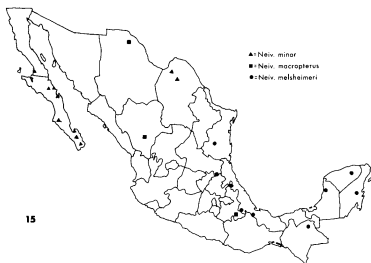 ▲= Neiv. minor
■= Neiv. macropterus
●= Neiv. melsheimeri
15